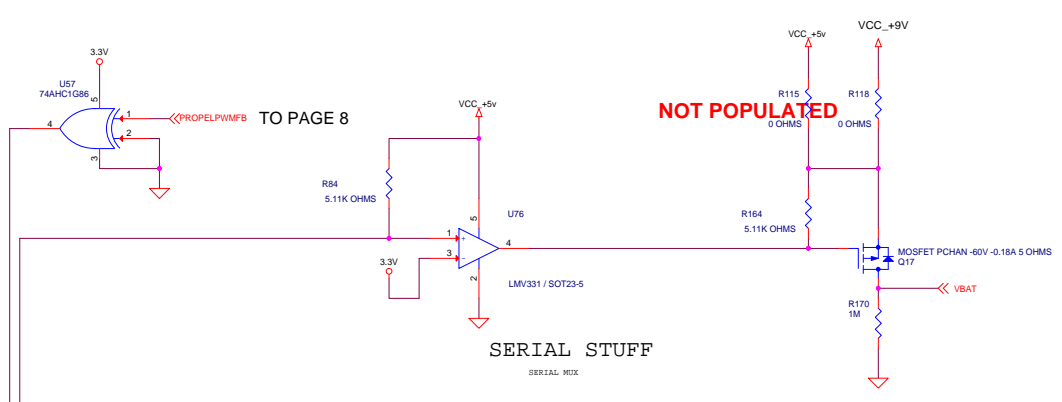 VCC_+5v
VCC_+9V
3.3V
U57
74AHC1G86
5
4
1
2
3
PROPELPWMFB
TO PAGE 8
VCC_+5v
R115
0 OHMS
R118
0 OHMS
NOT POPULATED
R84
5.11K OHMS
U76
5
1
+
3
-
4
2
3.3V
LMV331 / SOT23-5
R164
5.11K OHMS
MOSFET PCHAN -60V -0.18A 5 OHMS
Q17
VBAT
R170
1M
SERIAL STUFF
SERIAL MUX